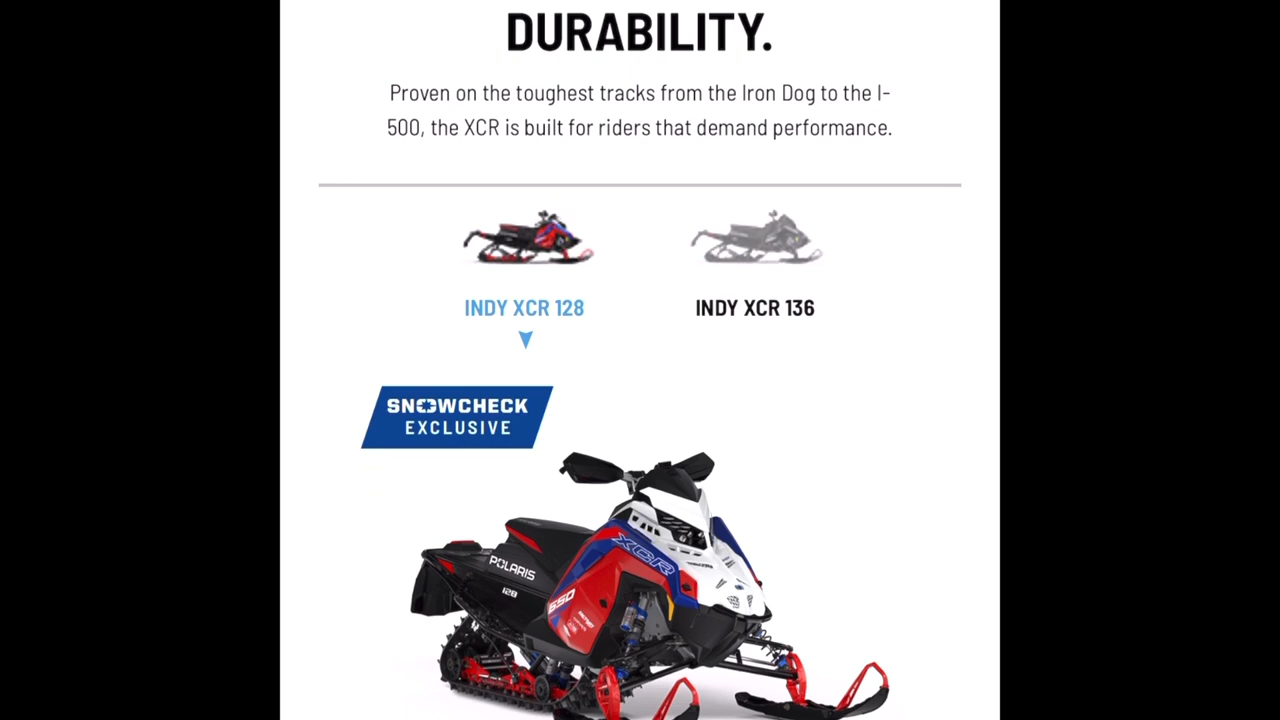 DURABILITY.
Proven on the toughest tracks from the Iron Dog to the I-
500, the XCR is built for riders that demand performance.
INDY XCR 128
INDY XCR 136
SNOWCHECK
EXCLUSIVE
XCR
POLARIS
128
650